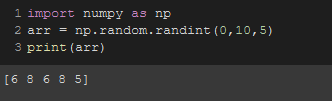 1 import numpy as np
2 arr = np.random.randint(0,10,5)
3 print(arr)
[6 8 6 8 5]